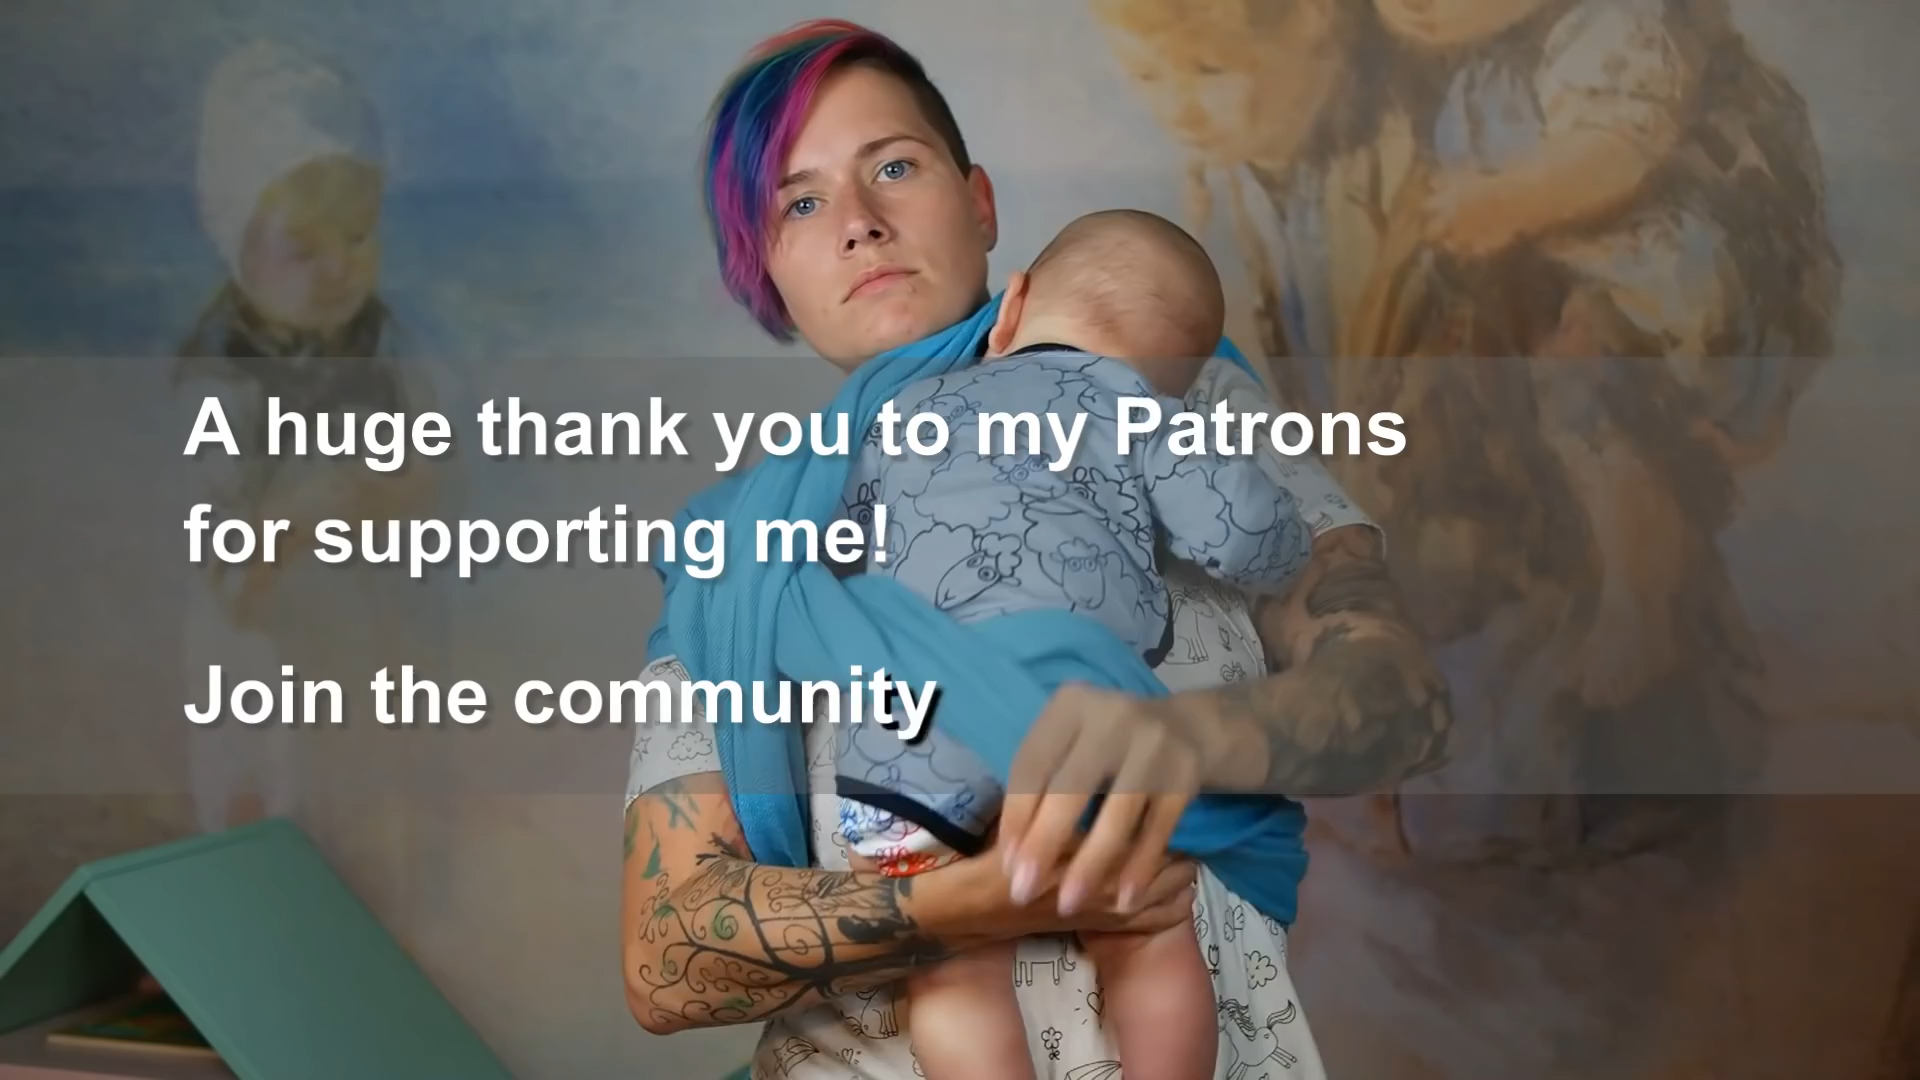 A huge thank you to my Patrons
for supporting me!
Join the community